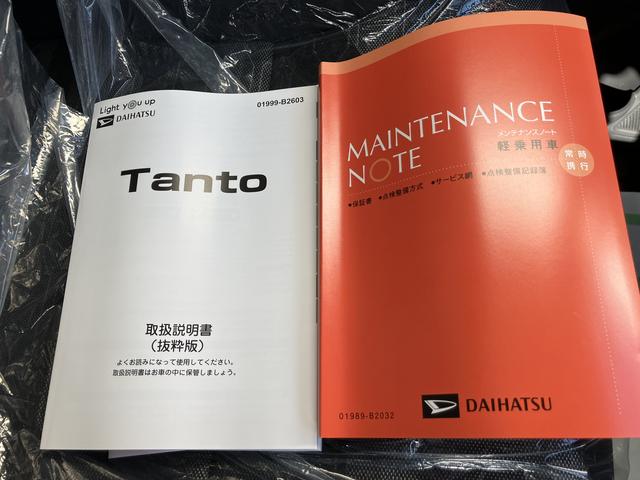 Light you up
DAIHATSU
01999-B2603
Tanto
取扱説明書
(抜粋版)
よくお読みになって使用してください。
取扱説明書はお車の中に保管しましょう。
MAINTENANCE
NOTE
メンテナンスノート
軽乗用車
常時
携行
●保証書 ●点検整備方式 ●サービス網 ●点検整備記録簿
01989-B2032
DAIHATSU